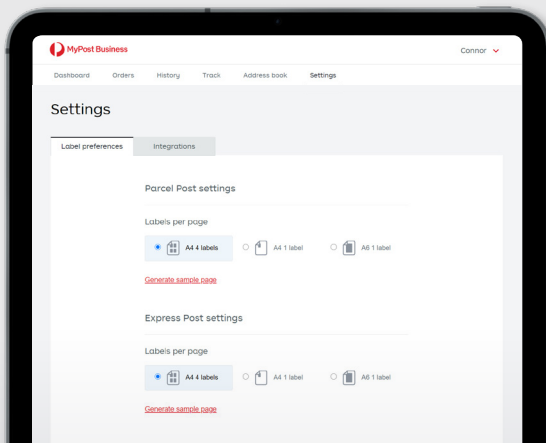 MyPost Business
Connor
Dashboard Orders History Track Address book Settings
Settings
Label preferences Integrations
Parcel Post settings
Labels per page
A4 4 labels A4 1 label A6 1 label
Generate sample page
Express Post settings
Labels per page
A4 4 labels A4 1 label A6 1 label
Generate sample page